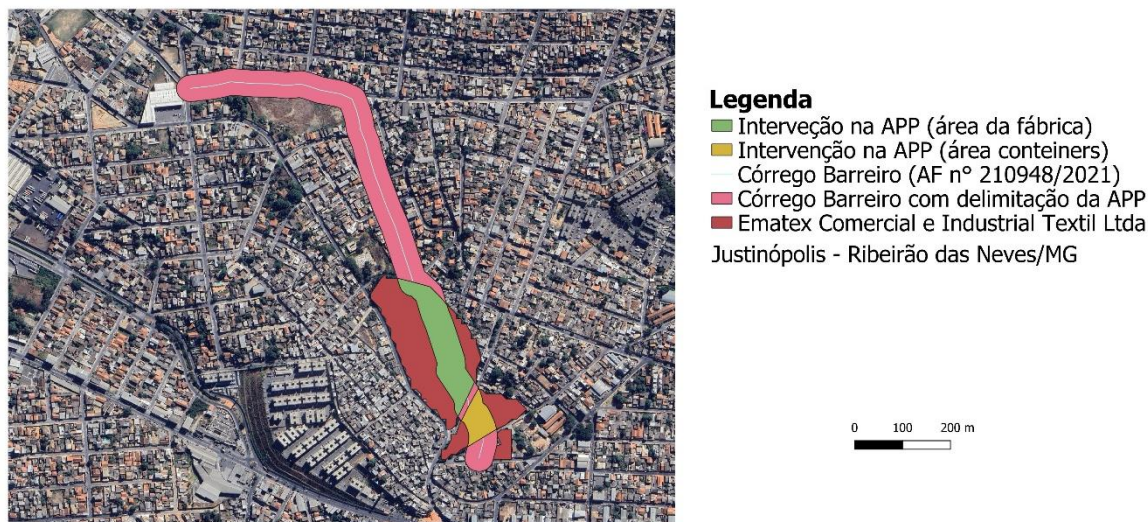 Legenda
Interveção na APP (área da fábrica)
Intervenção na APP (área conteiners)
Córrego Barreiro (AF n° 210948/2021)
Córrego Barreiro com delimitação da APP
Ematex Comercial e Industrial Textil Ltda
Justinópolis - Ribeirão das Neves/MG
0 100 200 m